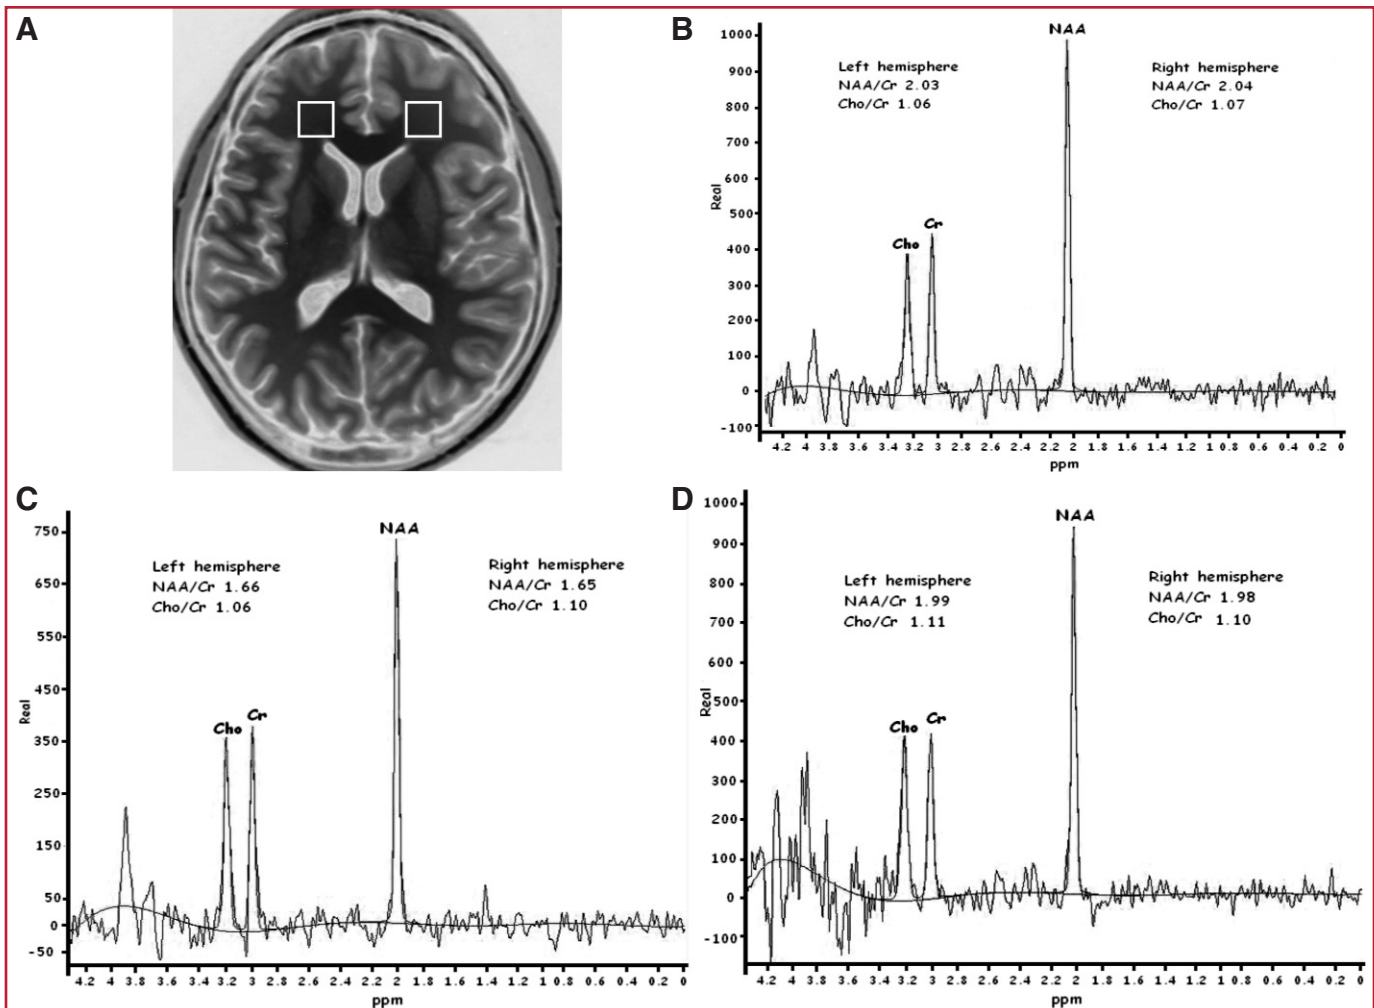 A
B
NAA
1000
900
800
700
600
500
400
300
200
100
0
-100
Real
Left hemisphere
NAA/Cr 2.03
Cho/Cr 1.06
Right hemisphere
NAA/Cr 2.04
Cho/Cr 1.07
Cho
Cr
4.2 4 3.8 3.6 3.4 3.2 3 2.8 2.6 2.4 2.2 2 1.8 1.6 1.4 1.2 1 0.8 0.6 0.4 0.2 0
ppm
C
NAA
750
650
550
450
350
250
150
50
0
-50
Real
Left hemisphere
NAA/Cr 1.66
Cho/Cr 1.06
Right hemisphere
NAA/Cr 1.65
Cho/Cr 1.10
Cho
Cr
4.2 4 3.8 3.6 3.4 3.2 3 2.8 2.6 2.4 2.2 2 1.8 1.6 1.4 1.2 1 0.8 0.6 0.4 0.2 0
ppm
D
NAA
1000
900
800
700
600
500
400
300
200
100
0
-100
Real
Left hemisphere
NAA/Cr 1.99
Cho/Cr 1.11
Right hemisphere
NAA/Cr 1.98
Cho/Cr 1.10
Cho
Cr
4.2 4 3.8 3.6 3.4 3.2 3 2.8 2.6 2.4 2.2 2 1.8 1.6 1.4 1.2 1 0.8 0.6 0.4 0.2 0
ppm